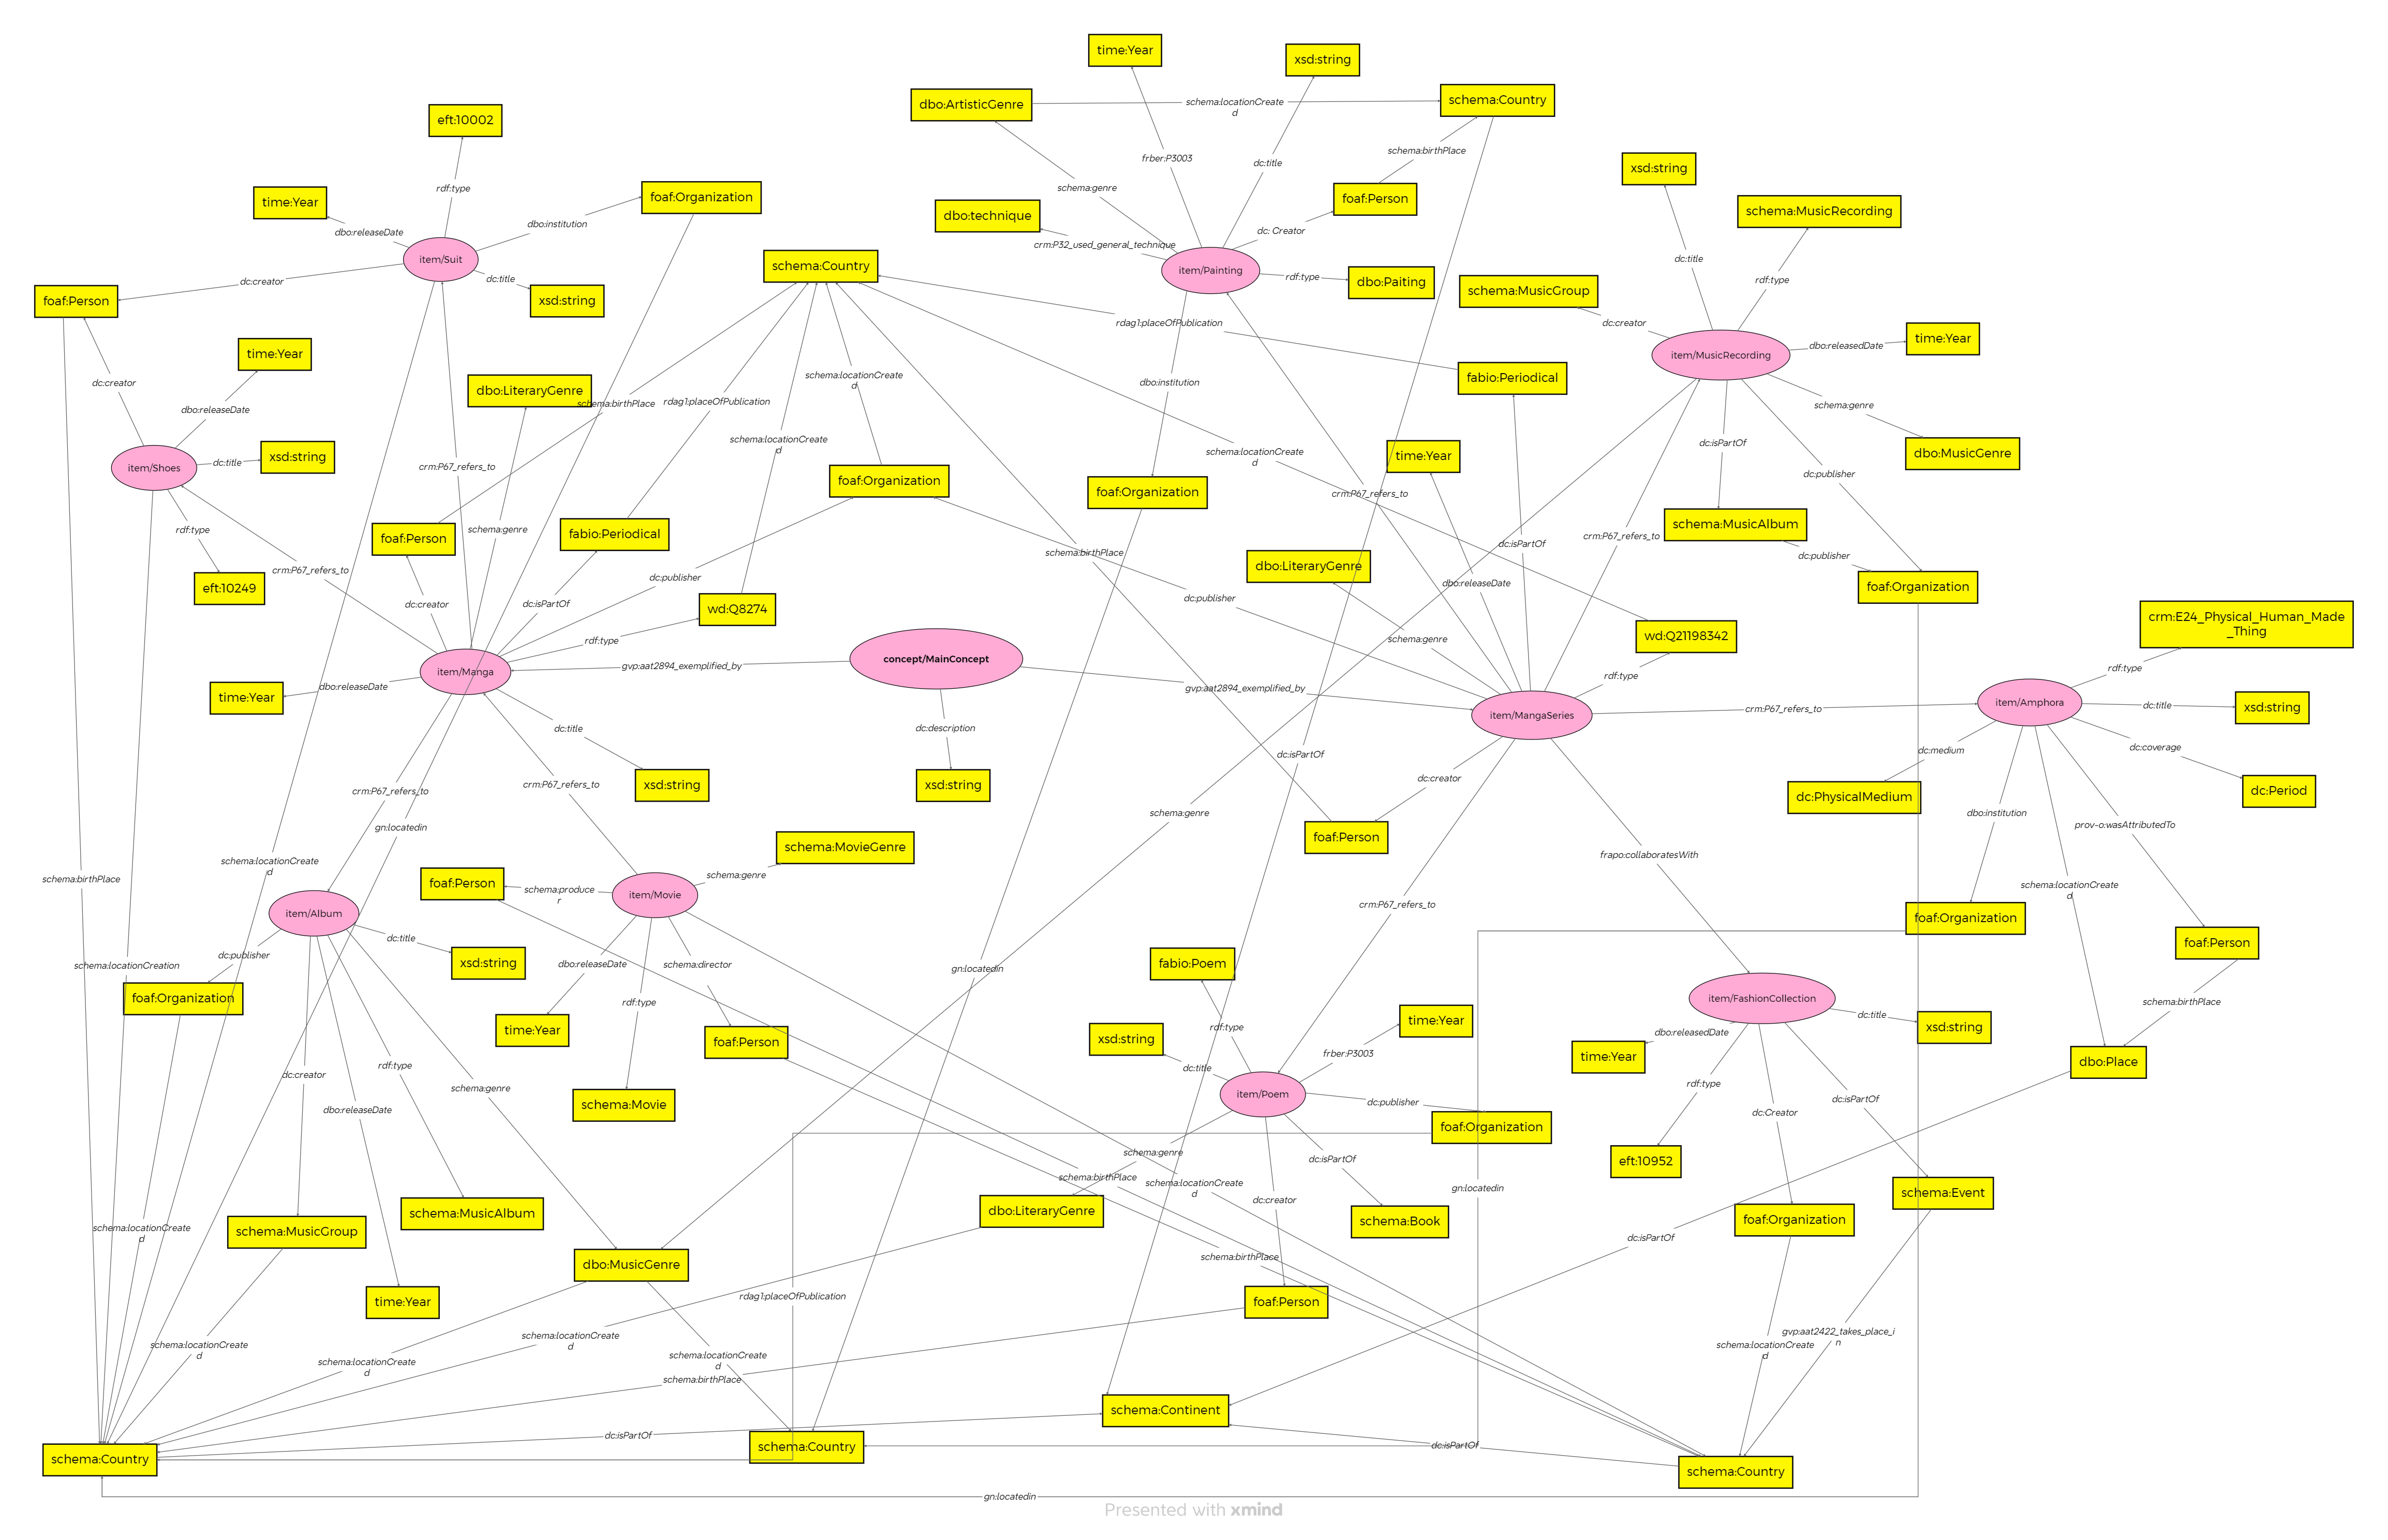 time:Year
xsd:string
dbo:ArtisticGenre
schema:locationCreate
d
schema:Country
eft:10002
frber:P3003
dc:title
schema:birthPlace
xsd:string
rdf:type
schema:genre
time:Year
foaf:Organization
foaf:Person
schema:MusicRecording
dbo:technique
dbo:institution
dbo:releaseDate
dc: Creator
crm:P32_used_general_technique
item/Suit
schema:Country
item/Painting
rdf:type
dbo:Paiting
dc:title
rdf:type
dc:title
dc:creator
foaf:Person
xsd:string
schema:MusicGroup
rdag1:placeOfPublication
dc:creator
time:Year
dbo:releasedDate
time:Year
item/MusicRecording
dc:creator
schema:locationCreate
d
dbo:institution
fabio:Periodical
dbo:LiteraryGenre
schema:birthPlace
rdag1:placeOfPublication
schema:genre
dbo:releaseDate
schema:locationCreate
d
schema:locationCreate
d
dc:isPartOf
dbo:MusicGenre
time:Year
item/Shoes
dc:title
xsd:string
crm:P67_refers_to
dc:publisher
foaf:Organization
foaf:Organization
crm:P67_refers_to
rdf:type
schema:genre
foaf:Person
fabio:Periodical
schema:MusicAlbum
crm:P67_refers_to
dc:isPartOf
schema:birthPlace
dc:publisher
crm:P67_refers_to
dc:publisher
dbo:LiteraryGenre
dbo:releaseDate
eft:10249
foaf:Organization
dc:creator
dc:isPartOf
wd:Q8274
dc:publisher
crm:E24_Physical_Human_Made
_Thing
rdf:type
schema:genre
wd:Q21198342
concept/MainConcept
gvp:aat2894_exemplified_by
item/Manga
rdf:type
rdf:type
time:Year
dbo:releaseDate
gvp:aat2894_exemplified_by
item/MangaSeries
crm:P67_refers_to
item/Amphora
dc:title
xsd:string
dc:title
dc:description
dc:medium
dc:coverage
dc:isPartOf
crm:P67_refers_to
crm:P67_refers_to
xsd:string
xsd:string
dc:creator
dc:PhysicalMedium
dc:Period
gn:locatedin
schema:genre
dbo:institution
prov-o:wasAttributedTo
foaf:Person
schema:MovieGenre
frapo:collaboratesWith
schema:locationCreate
d
schema:birthPlace
foaf:Person
schema:produce
r
item/Movie
schema:genre
schema:locationCreate
d
crm:P67_refers_to
item/Album
foaf:Organization
dc:title
foaf:Person
dc:publisher
xsd:string
dbo:releaseDate
schema:director
gn:locatedin
fabio:Poem
schema:locationCreation
foaf:Organization
rdf:type
item/FashionCollection
schema:birthPlace
dc:title
time:Year
foaf:Person
xsd:string
rdf:type
time:Year
dbo:releasedDate
xsd:string
time:Year
dbo:Place
dc:creator
rdf:type
dc:title
frber:P3003
rdf:type
schema:genre
item/Poem
dbo:releaseDate
schema:Movie
dc:publisher
dc:Creator
dc:isPartOf
foaf:Organization
schema:genre
dc:isPartOf
eft:10952
schema:birthPlace
schema:locationCreate
d
gn:locatedin
schema:Event
schema:MusicAlbum
dbo:LiteraryGenre
dc:creator
schema:Book
foaf:Organization
schema:locationCreate
d
schema:MusicGroup
dc:isPartOf
dbo:MusicGenre
schema:birthPlace
time:Year
rdag1:placeOfPublication
foaf:Person
schema:locationCreate
d
schema:locationCreate
d
schema:locationCreate
d
schema:locationCreate
d
gvp:aat2422_takes_place_i
n
schema:locationCreate
d
schema:birthPlace
schema:Continent
dc:isPartOf
schema:Country
dc:isPartOf
schema:Country
schema:Country
gn:locatedin
Presented with xmind